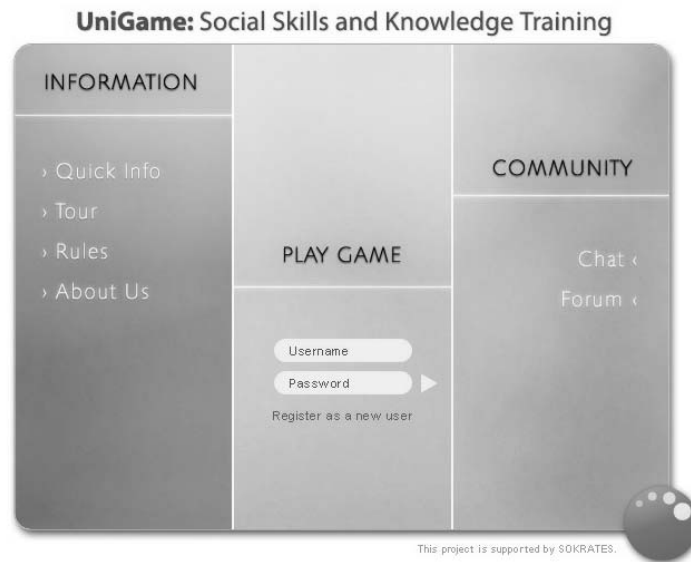 UniGame: Social Skills and Knowledge Training
INFORMATION
› Quick Info
› Tour
› Rules
› About Us
PLAY GAME
Username
Password
Register as a new user
COMMUNITY
Chat ‹
Forum ‹
This project is supported by SOKRATES.